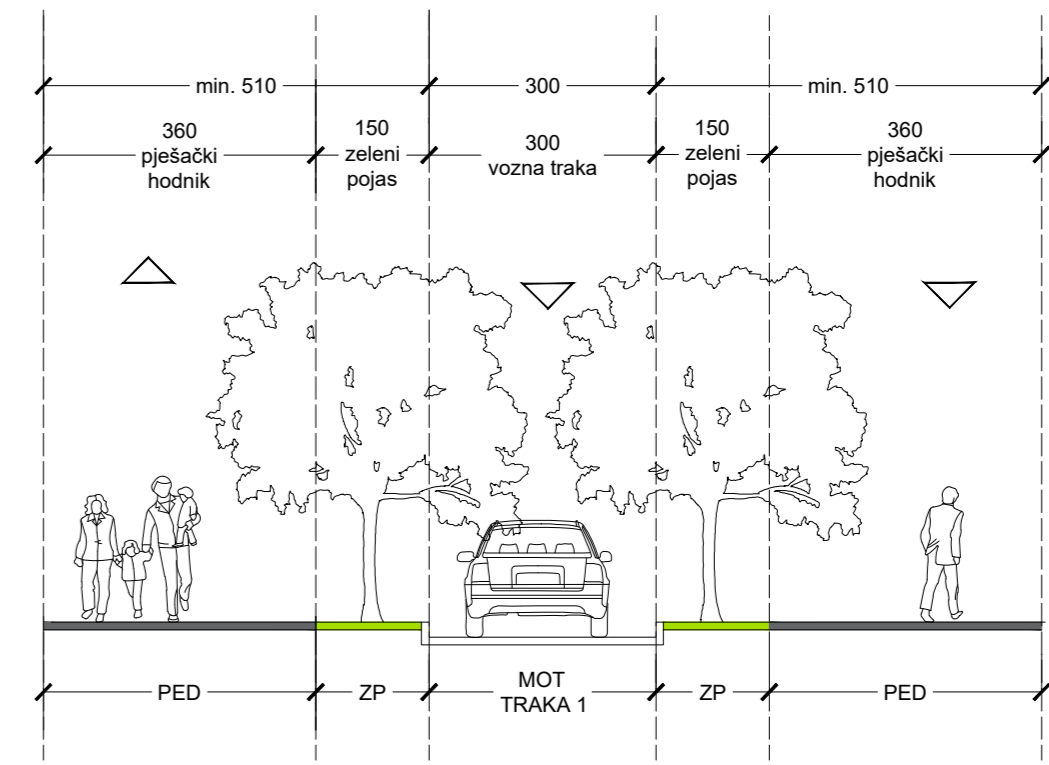 min. 510
300
min. 510
360
pješački
hodnik
150
zeleni
pojas
300
vozna traka
150
zeleni
pojas
360
pješački
hodnik
PED
ZP
MOT
TRAKA 1
ZP
PED